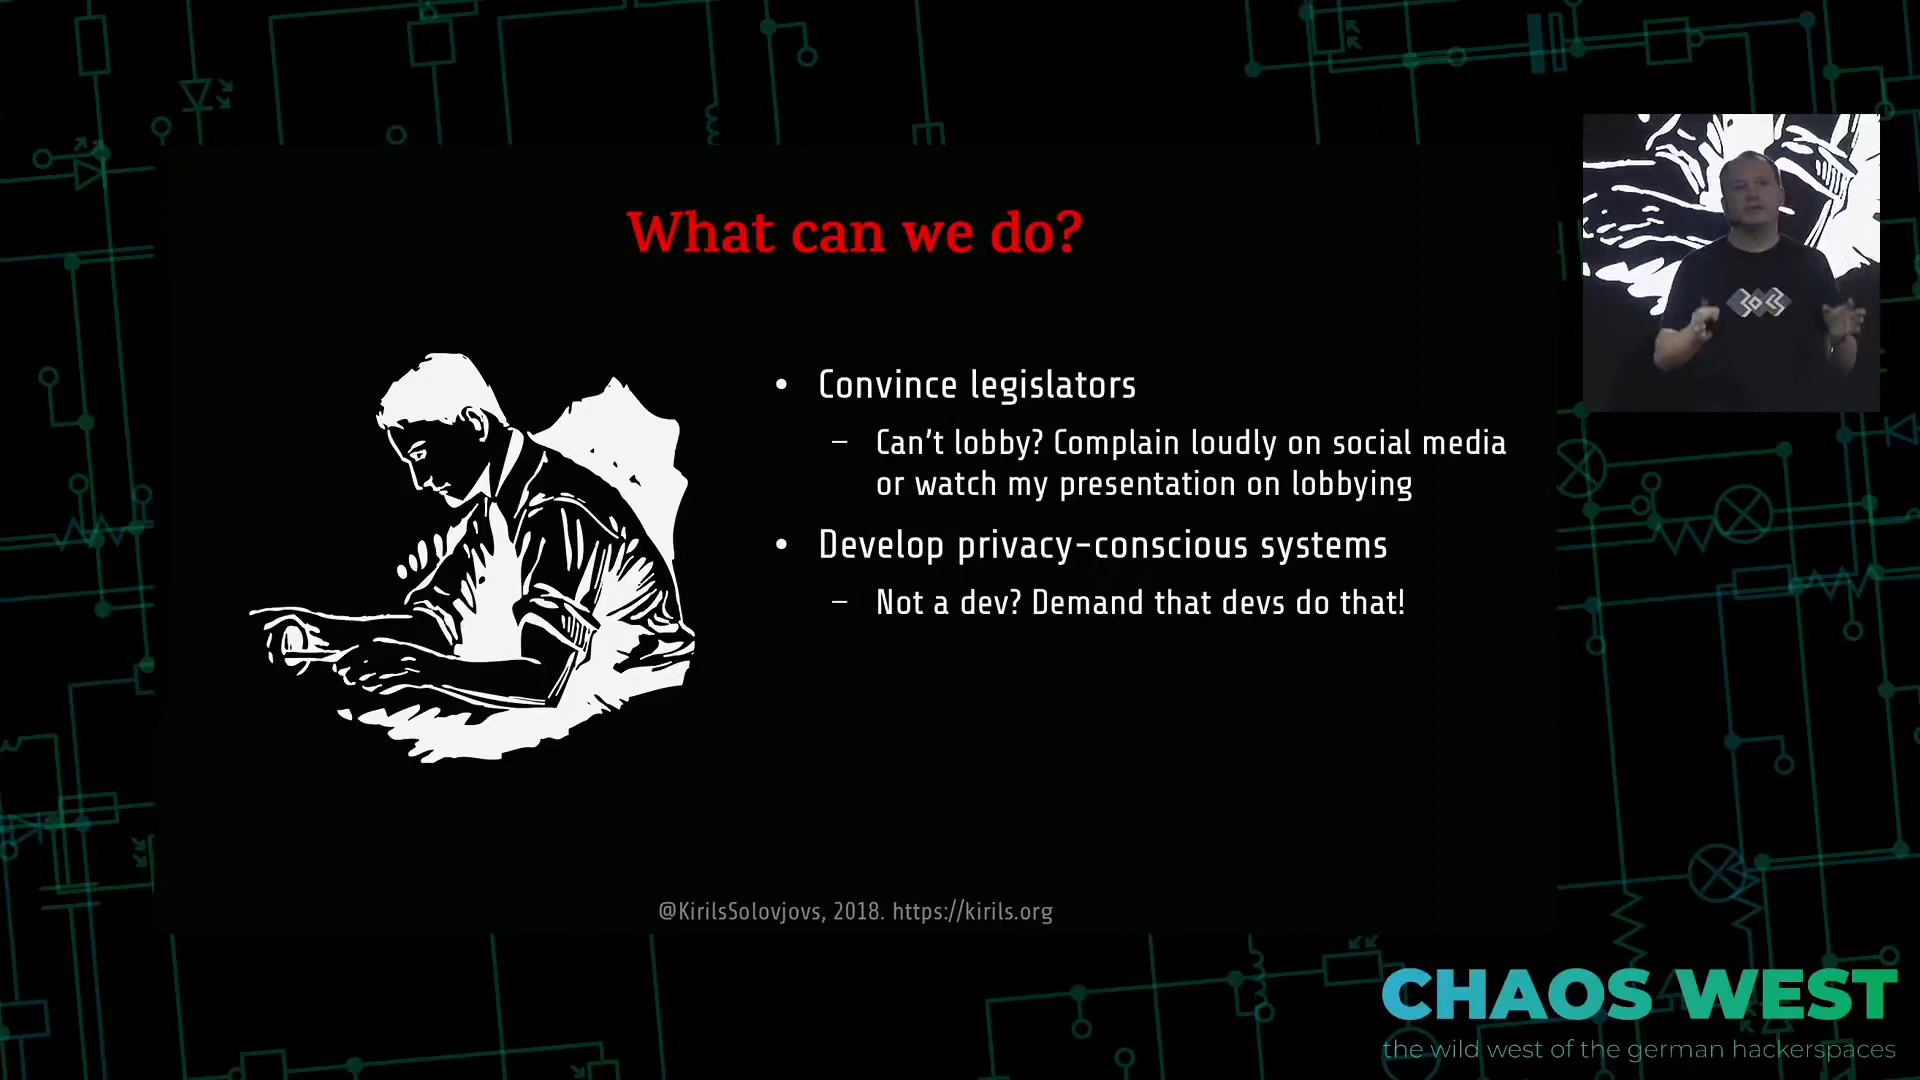 What can we do?
• Convince legislators
– Can't lobby? Complain loudly on social media
or watch my presentation on lobbying
• Develop privacy-conscious systems
– Not a dev? Demand that devs do that!
@KirilsSolovjovs, 2018. https://kirils.org
CHAOS WEST
the wild west of the german hackerspaces